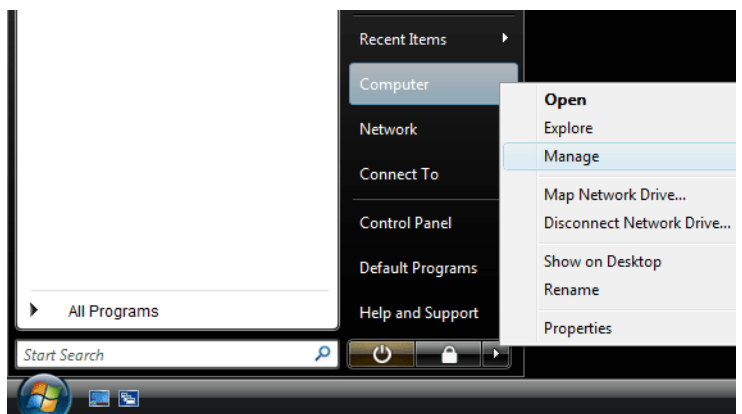 Recent Items
Computer
Network
Connect To
Control Panel
Default Programs
Help and Support
All Programs
Start Search
Open
Explore
Manage
Map Network Drive...
Disconnect Network Drive...
Show on Desktop
Rename
Properties